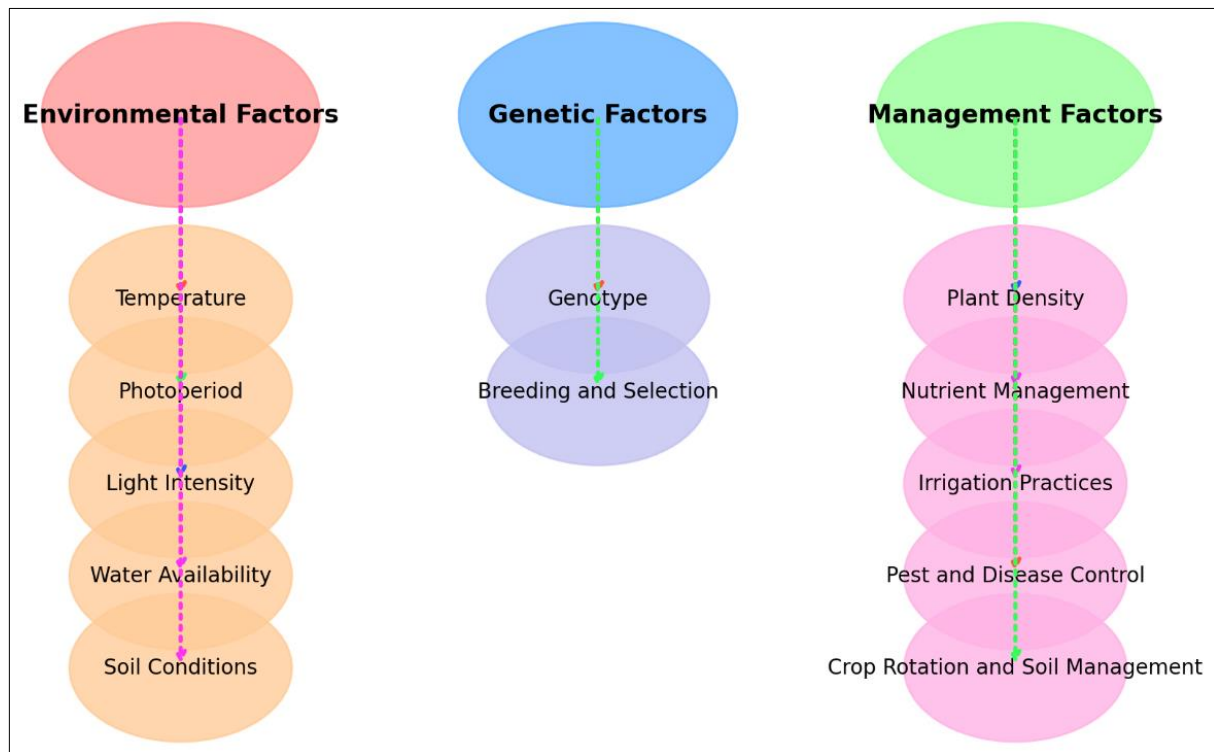 Environmental Factors
Temperature
Photoperiod
Light Intensity
Water Availability
Soil Conditions
Genetic Factors
Genotype
Breeding and Selection
Management Factors
Plant Density
Nutrient Management
Irrigation Practices
Pest and Disease Control
Crop Rotation and Soil Management